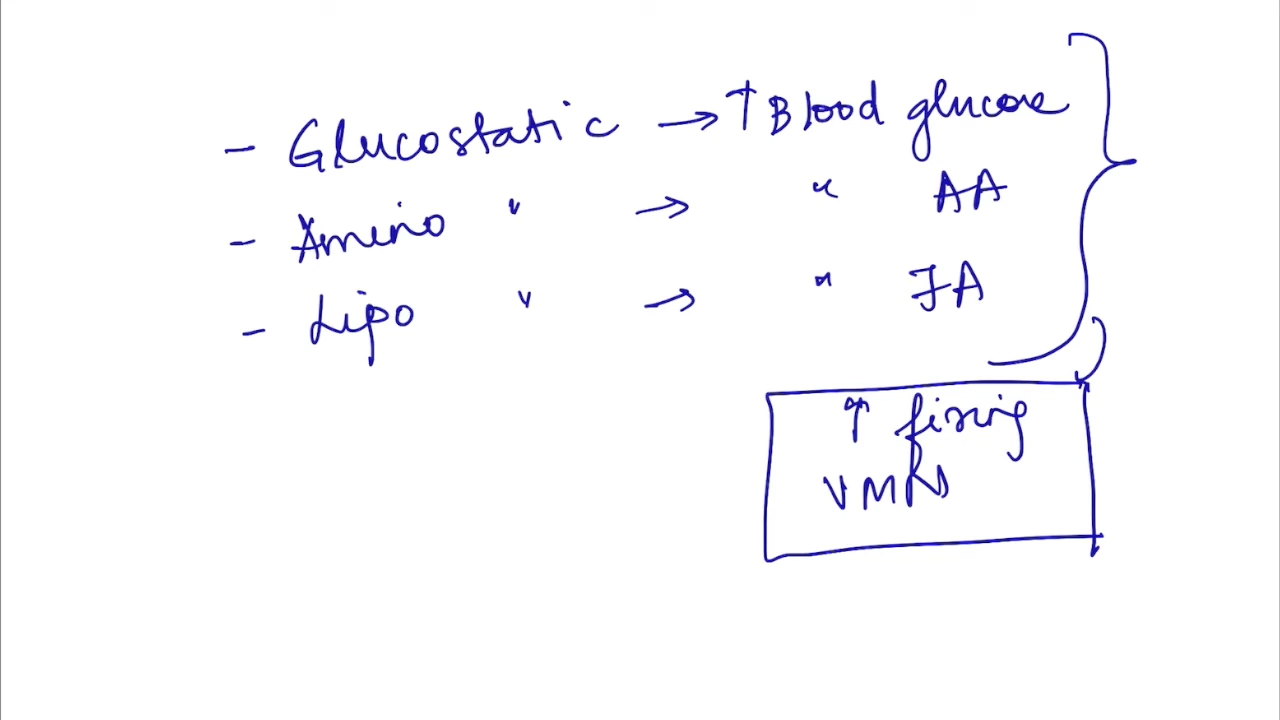 - Glucostatic → ↑ Blood glucose
- Amino " → " AA
- Lipo " → " FA
↑ firing
VMN